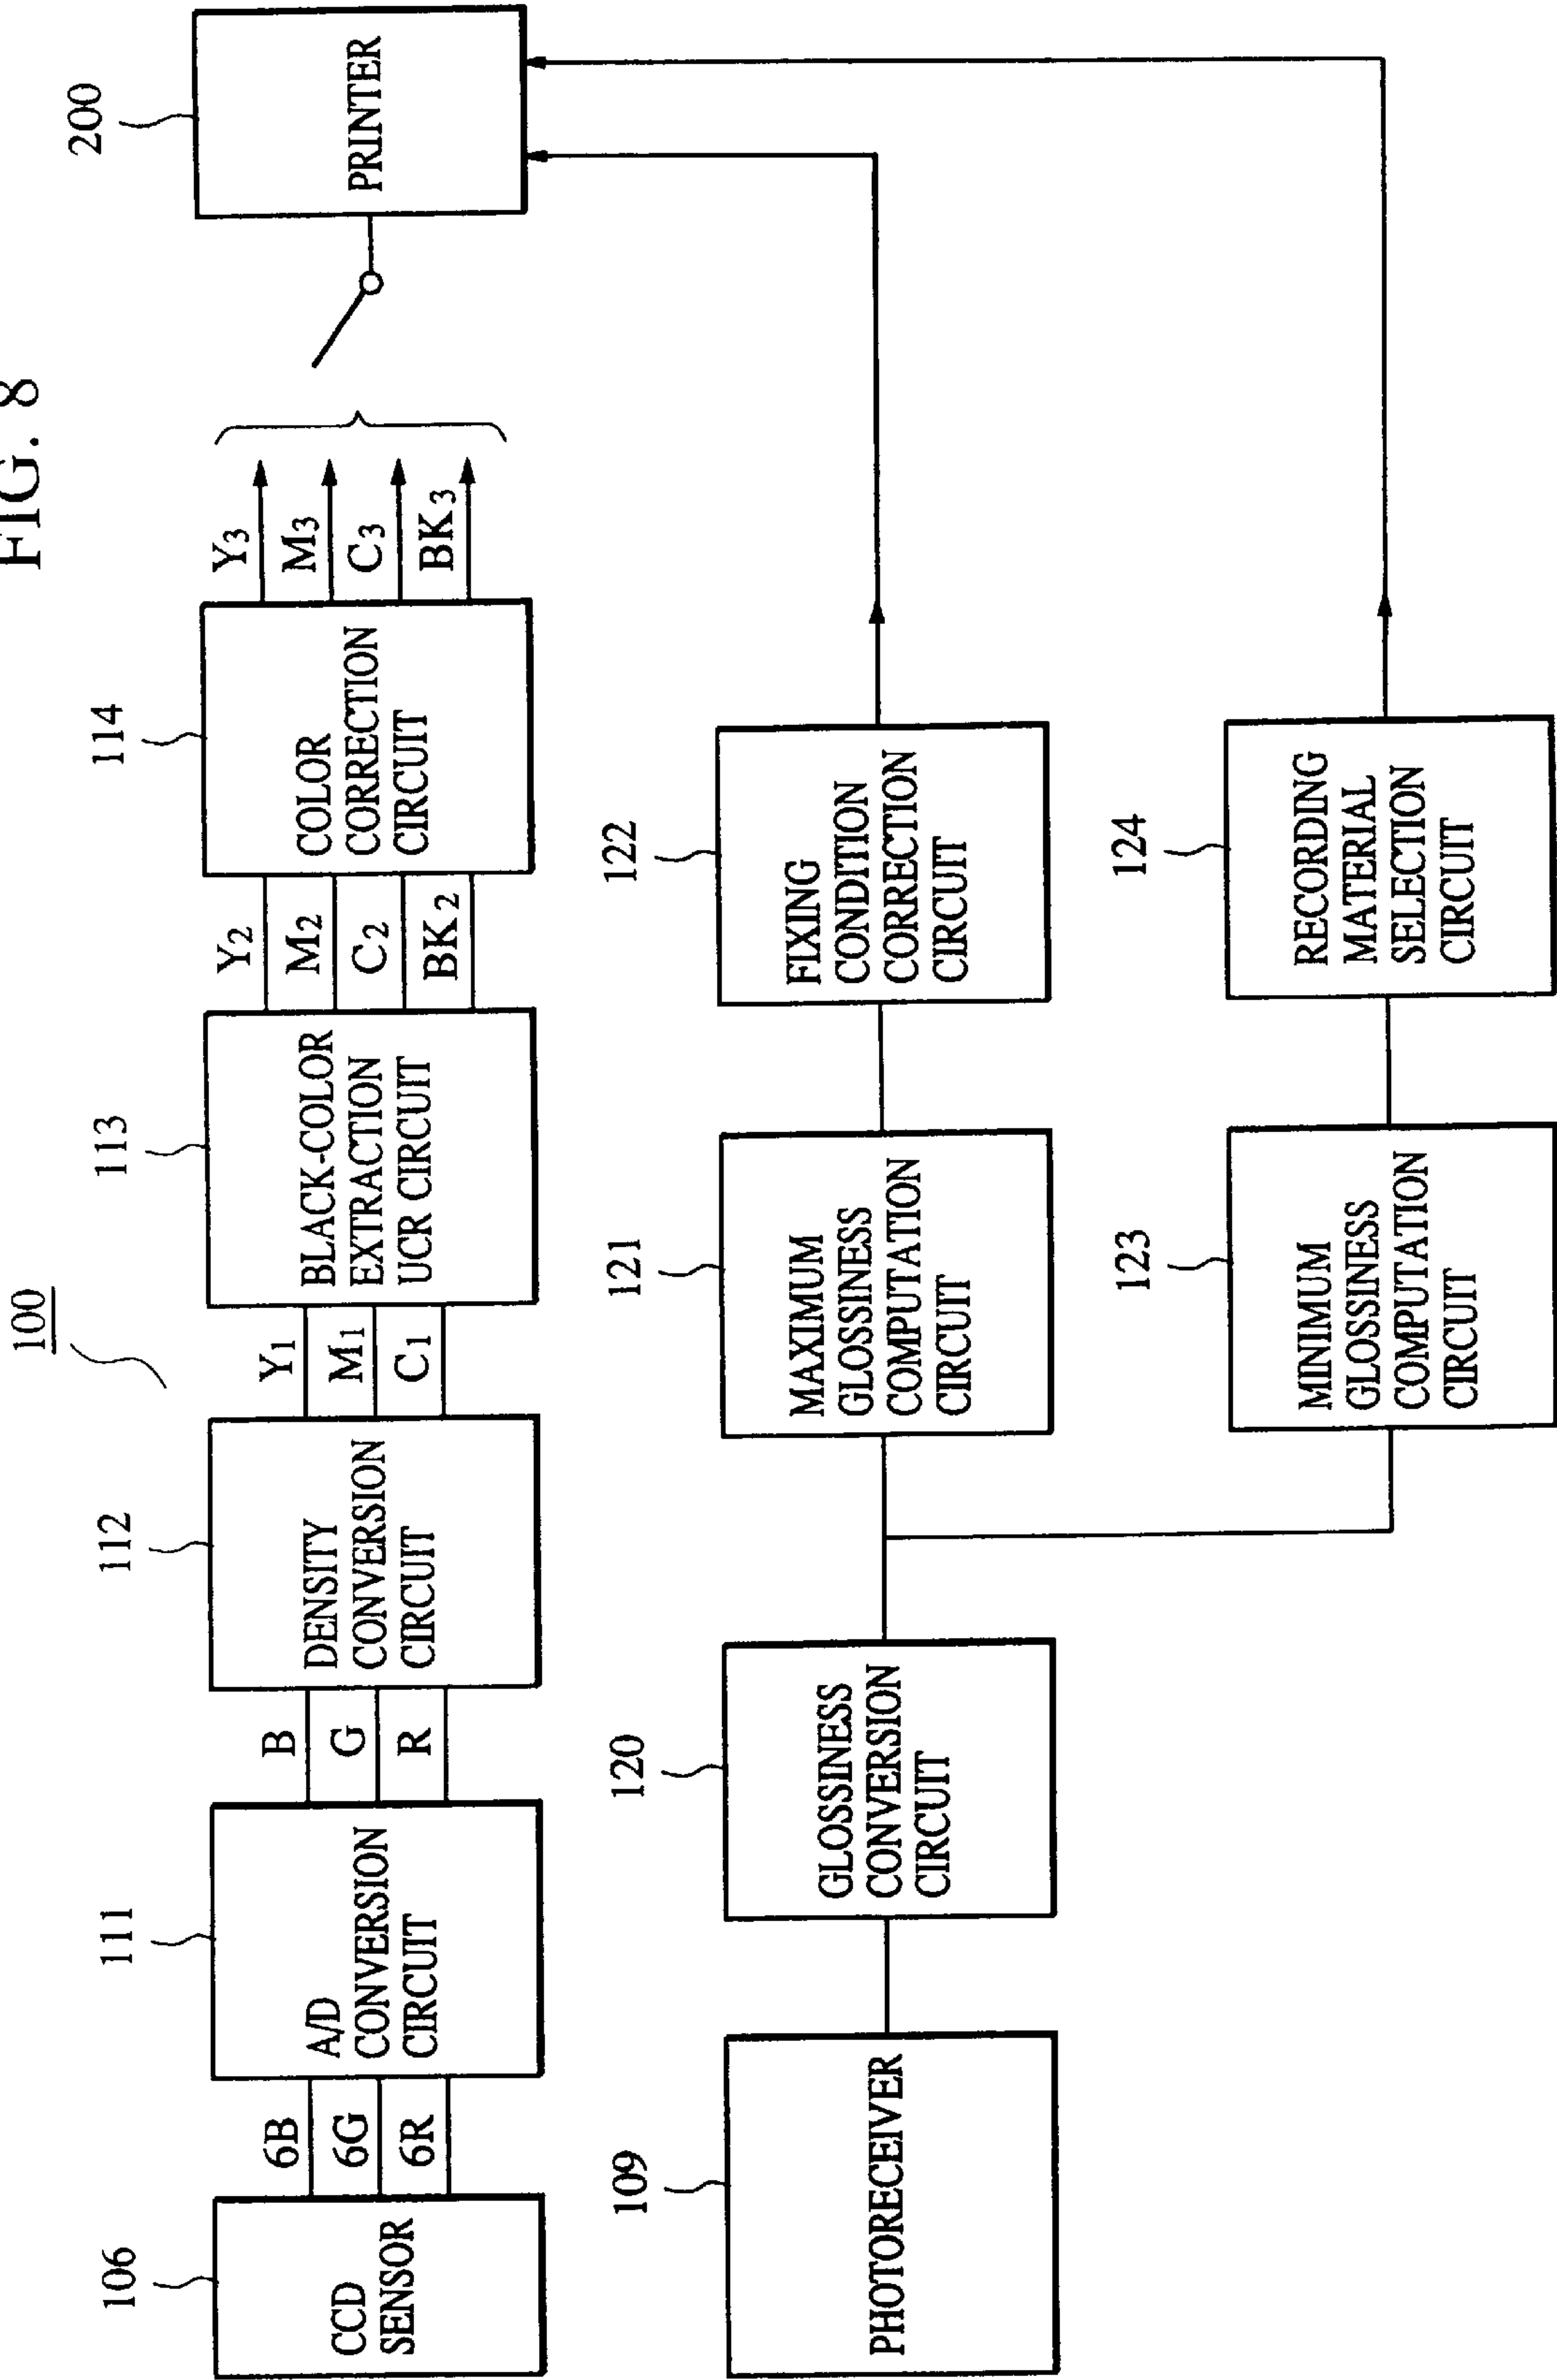 FIG. 8
100
106
CCD
SENSOR
6B
6G
6R
111
A/D
CONVERSION
CIRCUIT
B
G
R
112
DENSITY
CONVERSION
CIRCUIT
Y1
M1
C1
113
BLACK-COLOR
EXTRACTION
UCR CIRCUIT
Y2
M2
C2
BK2
114
COLOR
CORRECTION
CIRCUIT
Y3
M3
C3
BK3
200
PRINTER
109
PHOTORECEIVER
120
GLOSSINESS
CONVERSION
CIRCUIT
121
MAXIMUM
GLOSSINESS
COMPUTATION
CIRCUIT
122
FIXING
CONDITION
CORRECTION
CIRCUIT
123
MINIMUM
GLOSSINESS
COMPUTATION
CIRCUIT
124
RECORDING
MATERIAL
SELECTION
CIRCUIT